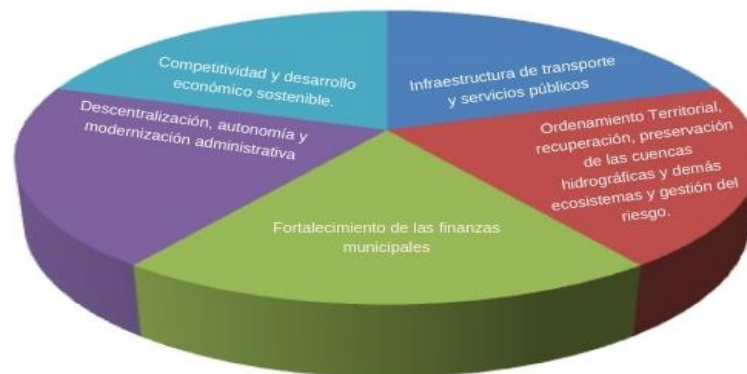 Competividad y desarrollo
económico sostenible.
Infraestructura de transporte
y servicios públicos
Descentralización, autonomía y
modernización administrativa
Ordenamiento Territorial,
recuperación, preservación
de las cuencas
hidrográficas y demás
ecosistemas y gestión del
riesgo.
Fortalecimiento de las finanzas
municipales